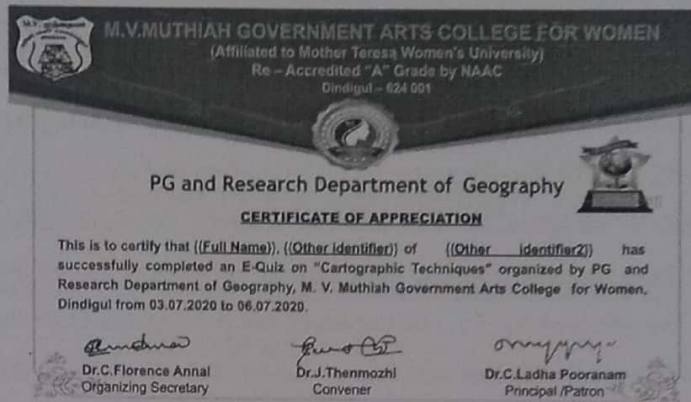 M.V.MUTHIAH GOVERNMENT ARTS COLLEGE FOR WOMEN
(Affiliated to Mother Teresa Women's University)
Re – Accredited "A" Grade by NAAC
Dindigul – 624 001
PG and Research Department of Geography
CERTIFICATE OF APPRECIATION
This is to certify that ((Full Name)), ((Other identifier)) of ((Other identifier2)) has
successfully completed an E-Quiz on "Cartographic Techniques" organized by PG and
Research Department of Geography, M. V. Muthiah Government Arts College for Women,
Dindigul from 03.07.2020 to 06.07.2020.
Dr.C.Florence Annal
Organizing Secretary
Dr.J.Thenmozhi
Convener
Dr.C.Ladha Pooranam
Principal /Patron